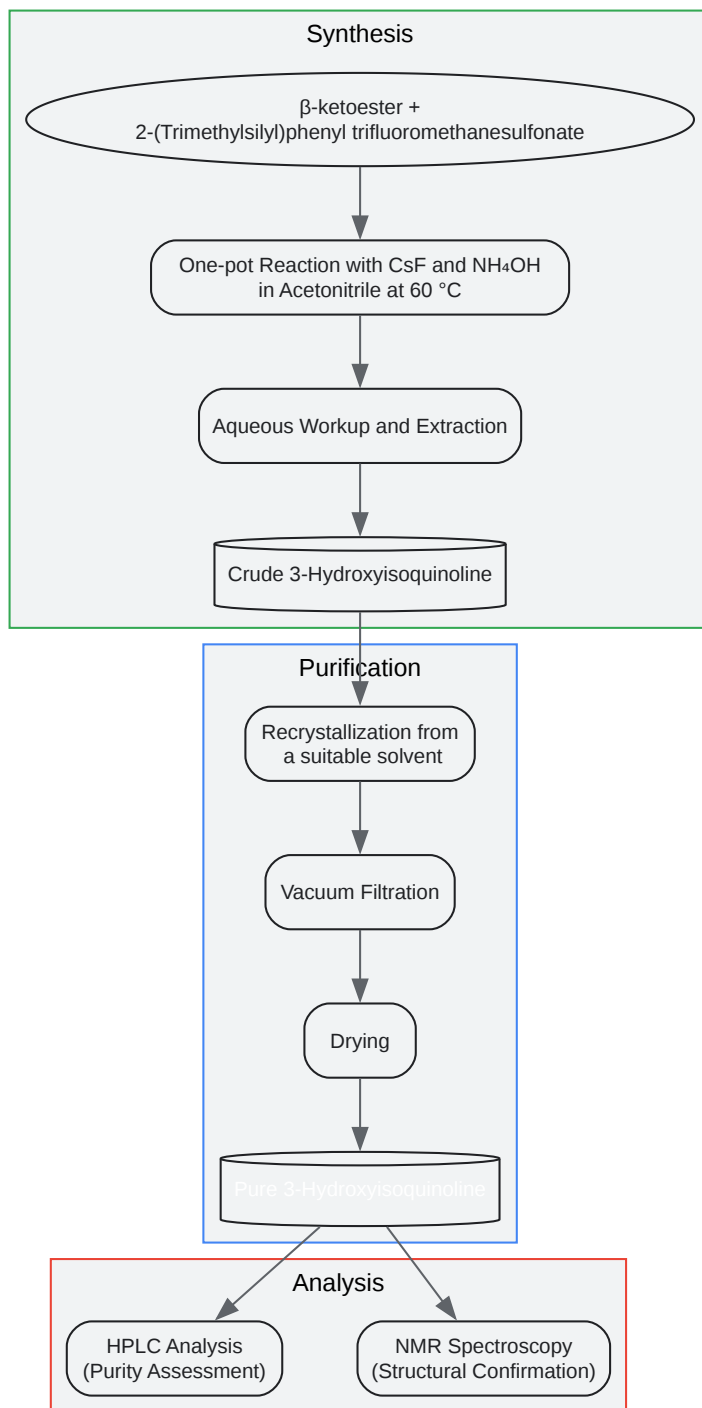 Synthesis
β-ketoester +
2-(Trimethylsilyl)phenyl trifluoromethanesulfonate
One-pot Reaction with CsF and NH₄OH
in Acetonitrile at 60 °C
Aqueous Workup and Extraction
Crude 3-Hydroxyisoquinoline
Purification
Recrystallization from
a suitable solvent
Vacuum Filtration
Drying
Pure 3-Hydroxyisoquinoline
Analysis
HPLC Analysis
(Purity Assessment)
NMR Spectroscopy
(Structural Confirmation)